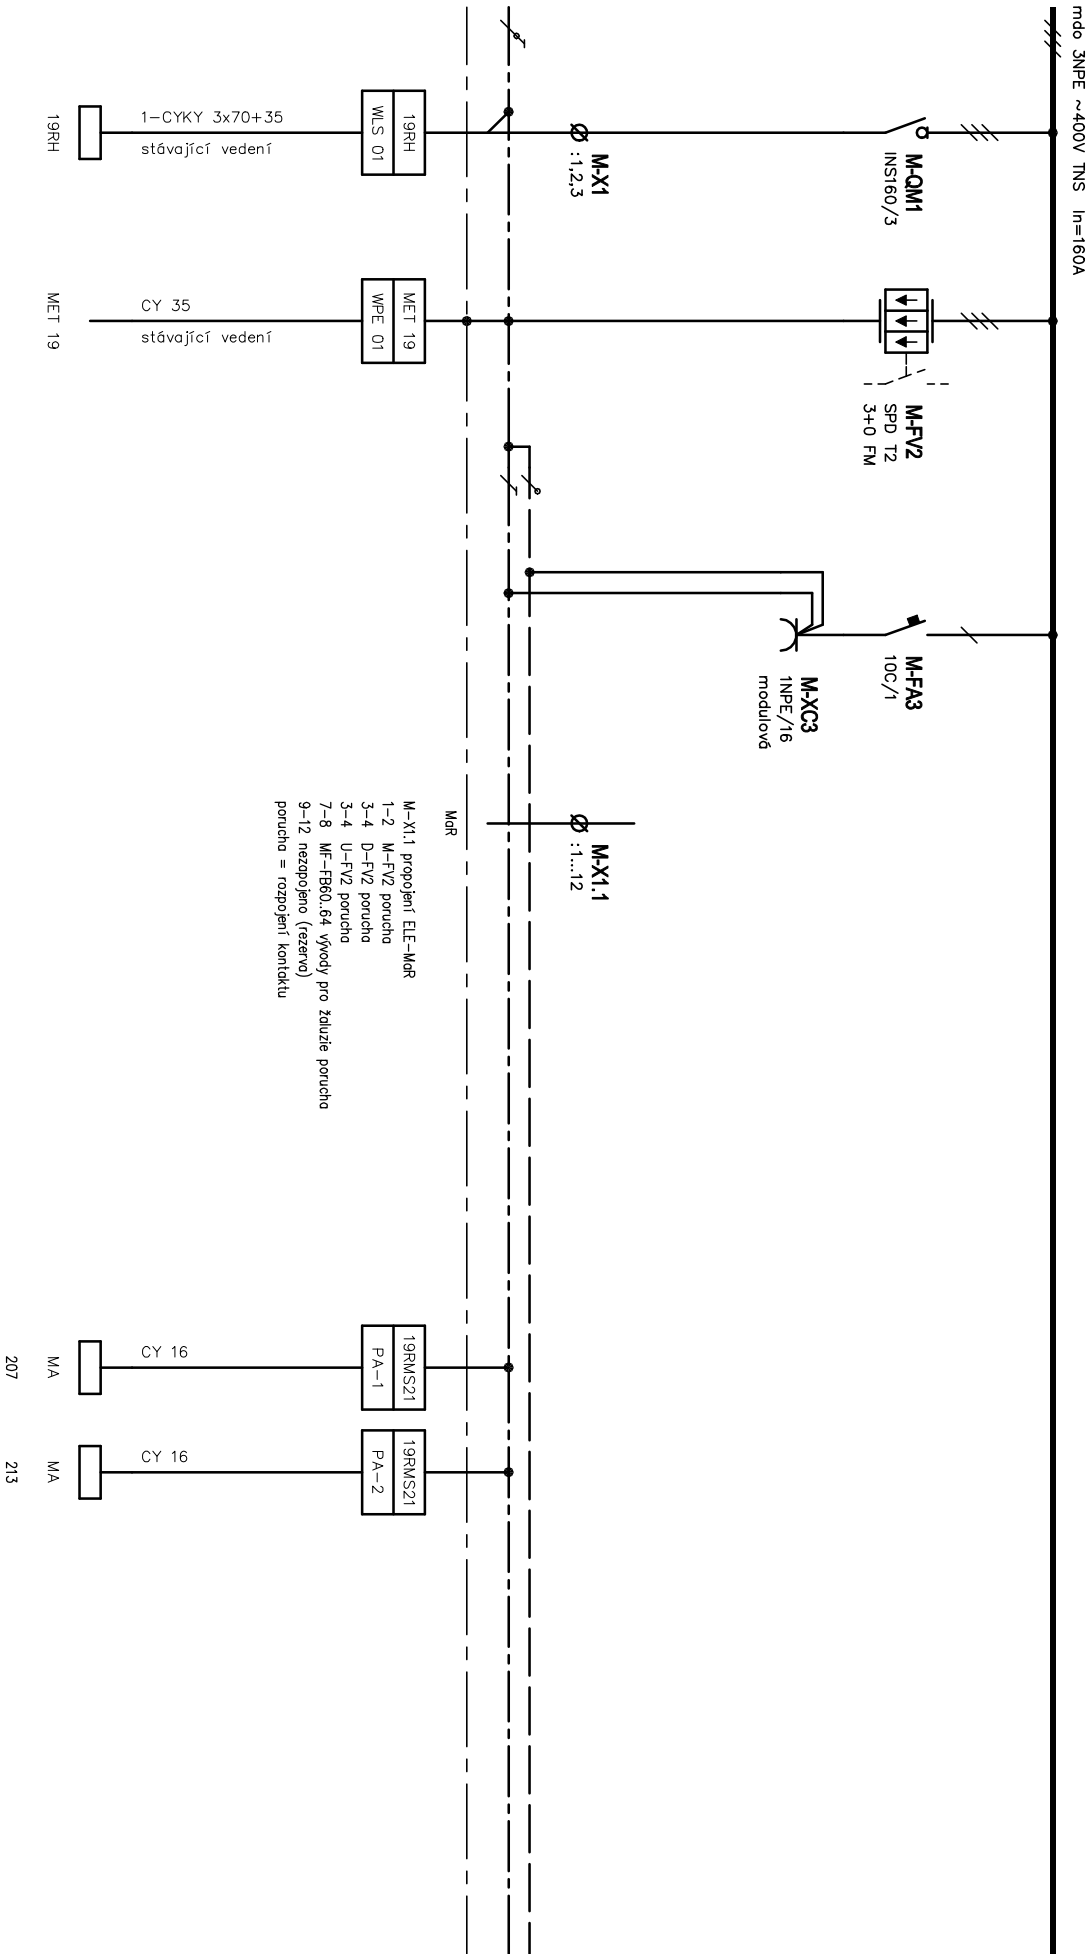 mdo 3NPE ~400V TNS In=160A
M-QM1
INS160/3
M-FV2
SPD T2
3+0 FM
M-FA3
10C/1
M-XC3
1NPE/16
modulová
M-X1
:1,2,3
M-X1.1
:1...12
MaR
M-X1.1 propojení ELE-MaR
1-2 M-FV2 porucha
3-4 D-FV2 porucha
3-4 U-FV2 porucha
7-8 MF-FB60..64 vývody pro žaluzie porucha
9-12 nezapojeno (rezerva)
porucha = rozpojení kontaktu
19RH
WLS 01
MET 19
WPE 01
19RMS21
PA-1
19RMS21
PA-2
1-CYKY 3x70+35
stávající vedení
CY 35
stávající vedení
CY 16
CY 16
19RH
MET 19
MA
MA
207
213